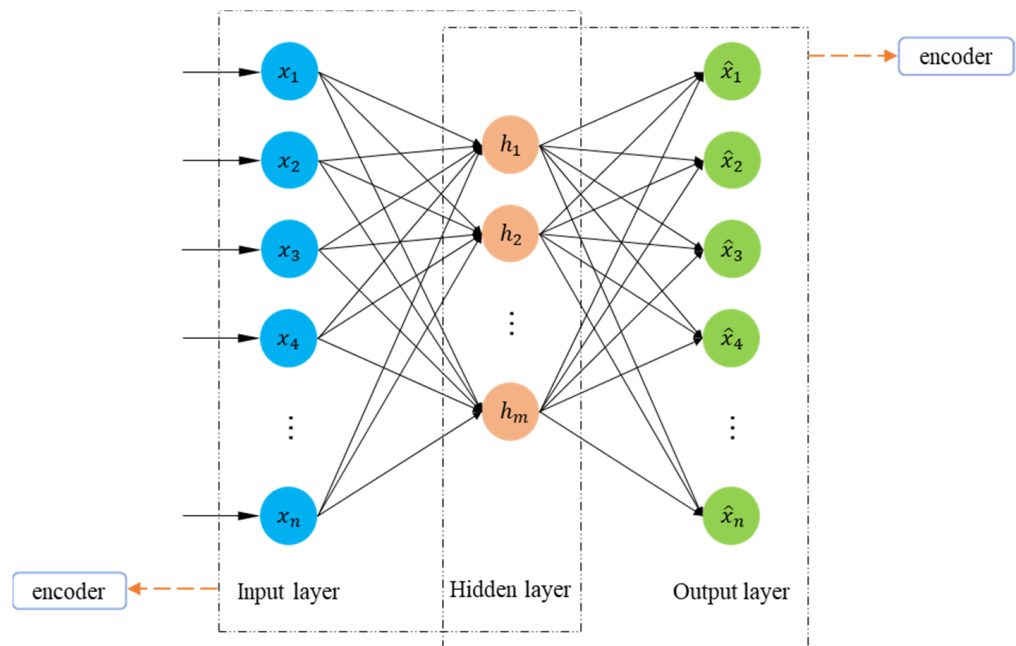 x₁
x₂
x₃
x₄
⋮
xₙ
h₁
h₂
⋮
hₘ
x̂₁
x̂₂
x̂₃
x̂₄
⋮
x̂ₙ
encoder
encoder
Input layer
Hidden layer
Output layer